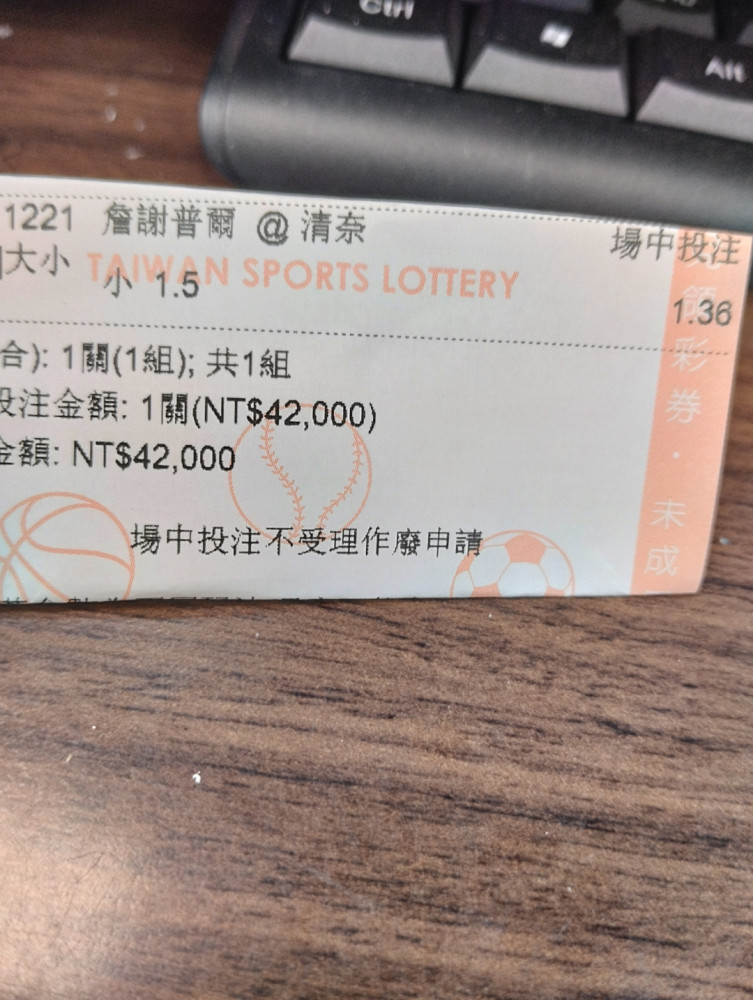 Ctrl
Alt
1221 詹謝普爾 @ 清奈 場中投注
大小 小 1.5
TAIWAN SPORTS LOTTERY
1.36
合): 1關(1組); 共1組
投注金額: 1關(NT$42,000)
金額: NT$42,000
場中投注不受理作廢申請
領彩券・未成